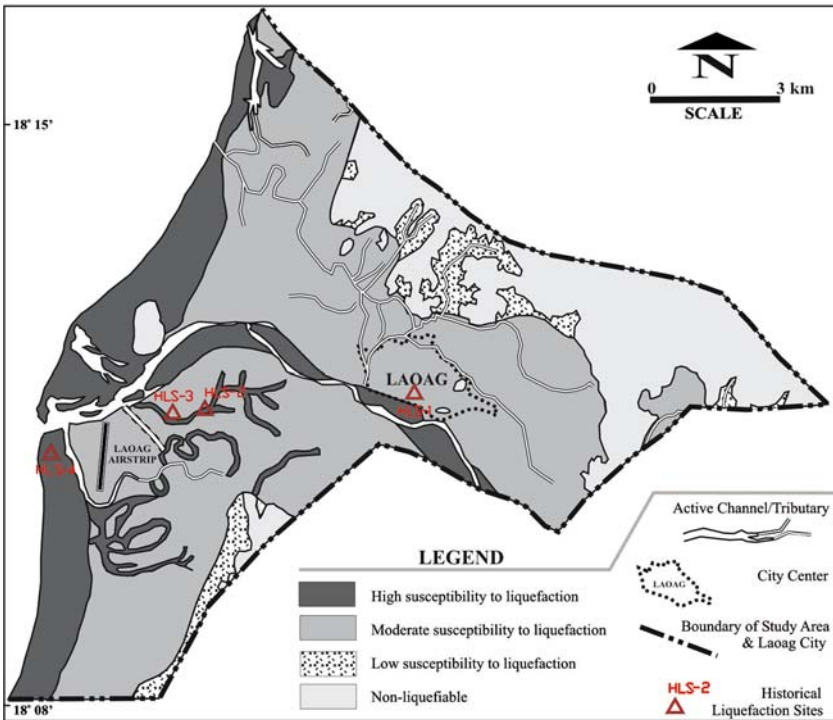 N
0 3 km
SCALE
18° 15'
LAOAG
HLS-1
HLS-3
LAOAG
AIRSTRIP
LEGEND
High susceptibility to liquefaction
Moderate susceptibility to liquefaction
Low susceptibility to liquefaction
Non-liquefiable
Active Channel/Tributary
LAOAG
City Center
Boundary of Study Area
& Laoag City
HLS-2
Historical
Liquefaction Sites
18° 08'